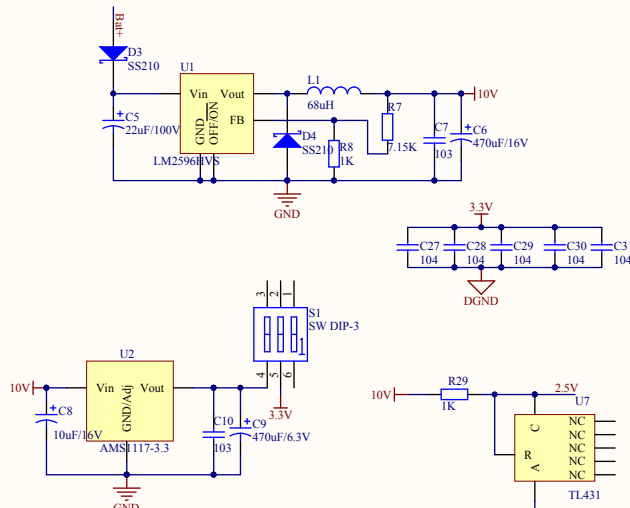 Bat+
D3
SS210
U1
Vin
Vout
FB
GND
OFF/ON
LM2596HVS
C5
22uF/100V
L1
68uH
D4
SS210
R8
1K
R7
7.15K
C7
103
C6
470uF/16V
10V
GND
3.3V
C27
104
C28
104
C29
104
C30
104
C31
104
DGND
3
2
1
S1
SW DIP-3
1
4
5
6
3.3V
U2
10V
Vin
Vout
GND/Adj
AMS1117-3.3
C8
10uF/16V
C10
103
C9
470uF/6.3V
GND
10V
R29
1K
2.5V
U7
C
R
A
NC
NC
NC
NC
NC
TL431